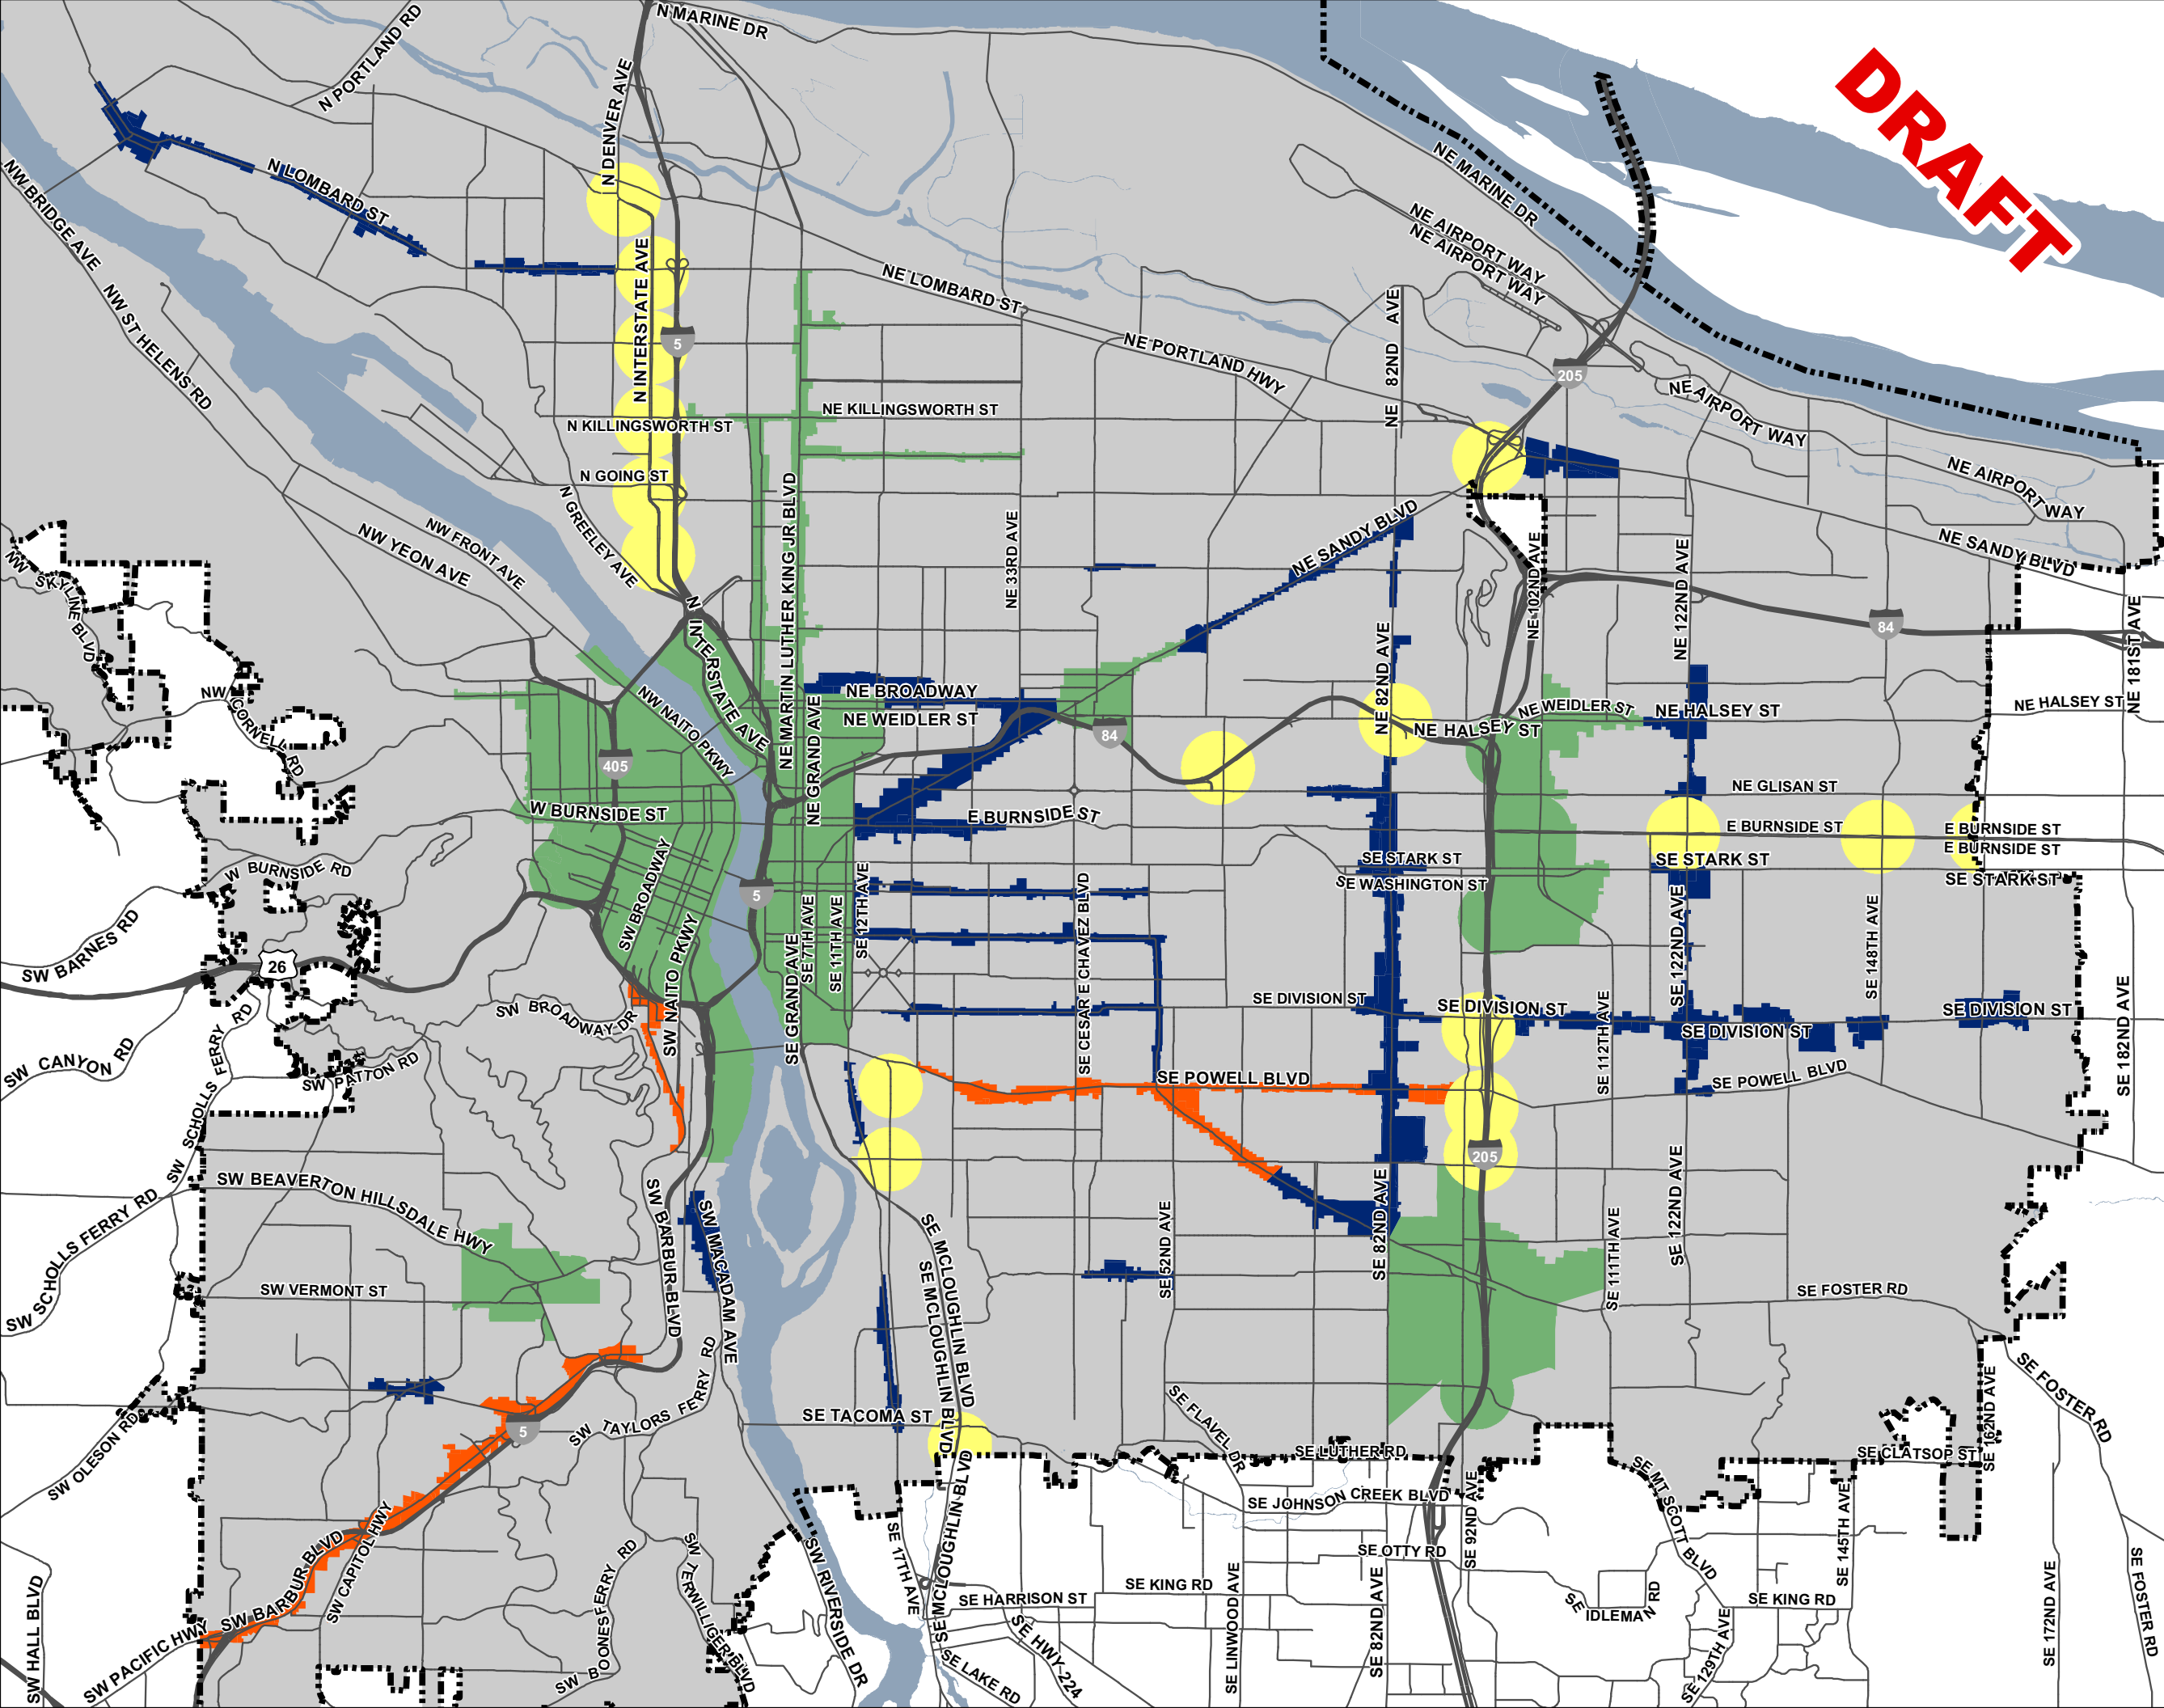 N MARINE DR
N PORTLAND RD
DRAFT
N DENVER AVE
NE MARINE DR
N LOMBARD ST
NW BRIDGE AVE
NE AIRPORT WAY
NE AIRPORT WAY
N INTERSTATE AVE
NE LOMBARD ST
NW ST HELENS RD
5
NE PORTLAND HWY
NE 82ND AVE
205
NE AIRPORT WAY
NE KILLINGSWORTH ST
N KILLINGSWORTH ST
N GOING ST
NE AIRPORT WAY
N GREELEY AVE
NE MARTIN LUTHER KING JR BLVD
NE 33RD AVE
NE SANDY BLVD
NE SANDY BLVD
NW YEON AVE
NW FRONT AVE
NE 102ND AVE
NE 122ND AVE
NW SKYLINE BLVD
N INTERSTATE AVE
84
NE 181ST AVE
NW CORNELL RD
NW NAITO PKWY
NE BROADWAY
NE WEIDLER ST
NE GRAND AVE
NE 82ND AVE
84
NE HALSEY ST
NE WEIDLER ST
NE HALSEY ST
NE HALSEY ST
405
NE GLISAN ST
W BURNSIDE ST
E BURNSIDE ST
E BURNSIDE ST
E BURNSIDE ST
E BURNSIDE ST
W BURNSIDE RD
SW BROADWAY
SE STARK ST
SE WASHINGTON ST
SE STARK ST
SE STARK ST
5
SE 7TH AVE
SE 11TH AVE
SE 12TH AVE
SE CESAR E CHAVEZ BLVD
SE 122ND AVE
SE 148TH AVE
SW BARNES RD
26
SW NAITO PKWY
SE GRAND AVE
SE DIVISION ST
SE DIVISION ST
SE DIVISION ST
SE DIVISION ST
SW BROADWAY DR
SW CANYON RD
SW SCHOLLS FERRY RD
SW PATTON RD
SE POWELL BLVD
SE 112TH AVE
SE POWELL BLVD
SE 182ND AVE
205
SW BEAVERTON HILLSDALE HWY
SW SCHOLLS FERRY RD
SW BARBUR BLVD
SW MACADAM AVE
SE MCLOUGHLIN BLVD
SE MCLOUGHLIN BLVD
SE 52ND AVE
SE 82ND AVE
SE 111TH AVE
SE 122ND AVE
SW VERMONT ST
SE FOSTER RD
SE FOSTER RD
SE 162ND AVE
SW OLESON RD
5
SW TAYLORS FERRY RD
SE TACOMA ST
SE FLAVEL DR
SE LUTHER RD
SE CLATSOP ST
SE MT SCOTT BLVD
SE JOHNSON CREEK BLVD
SE 92ND AVE
SE 145TH AVE
SW BARBUR BLVD
SW CAPITOL HWY
SW BOONES FERRY RD
SW TERWILLIGER BLVD
SW RIVERSIDE DR
SE 17TH AVE
SE MCLOUGHLIN BLVD
SE OTTY RD
SE KING RD
SE HARRISON ST
SE LINWOOD AVE
SE 82ND AVE
SE IDLEMAN RD
SE KING RD
SE 129TH AVE
SE 172ND AVE
SE FOSTER RD
SW HALL BLVD
SW PACIFIC HWY
SE LAKE RD
SE HWY 224